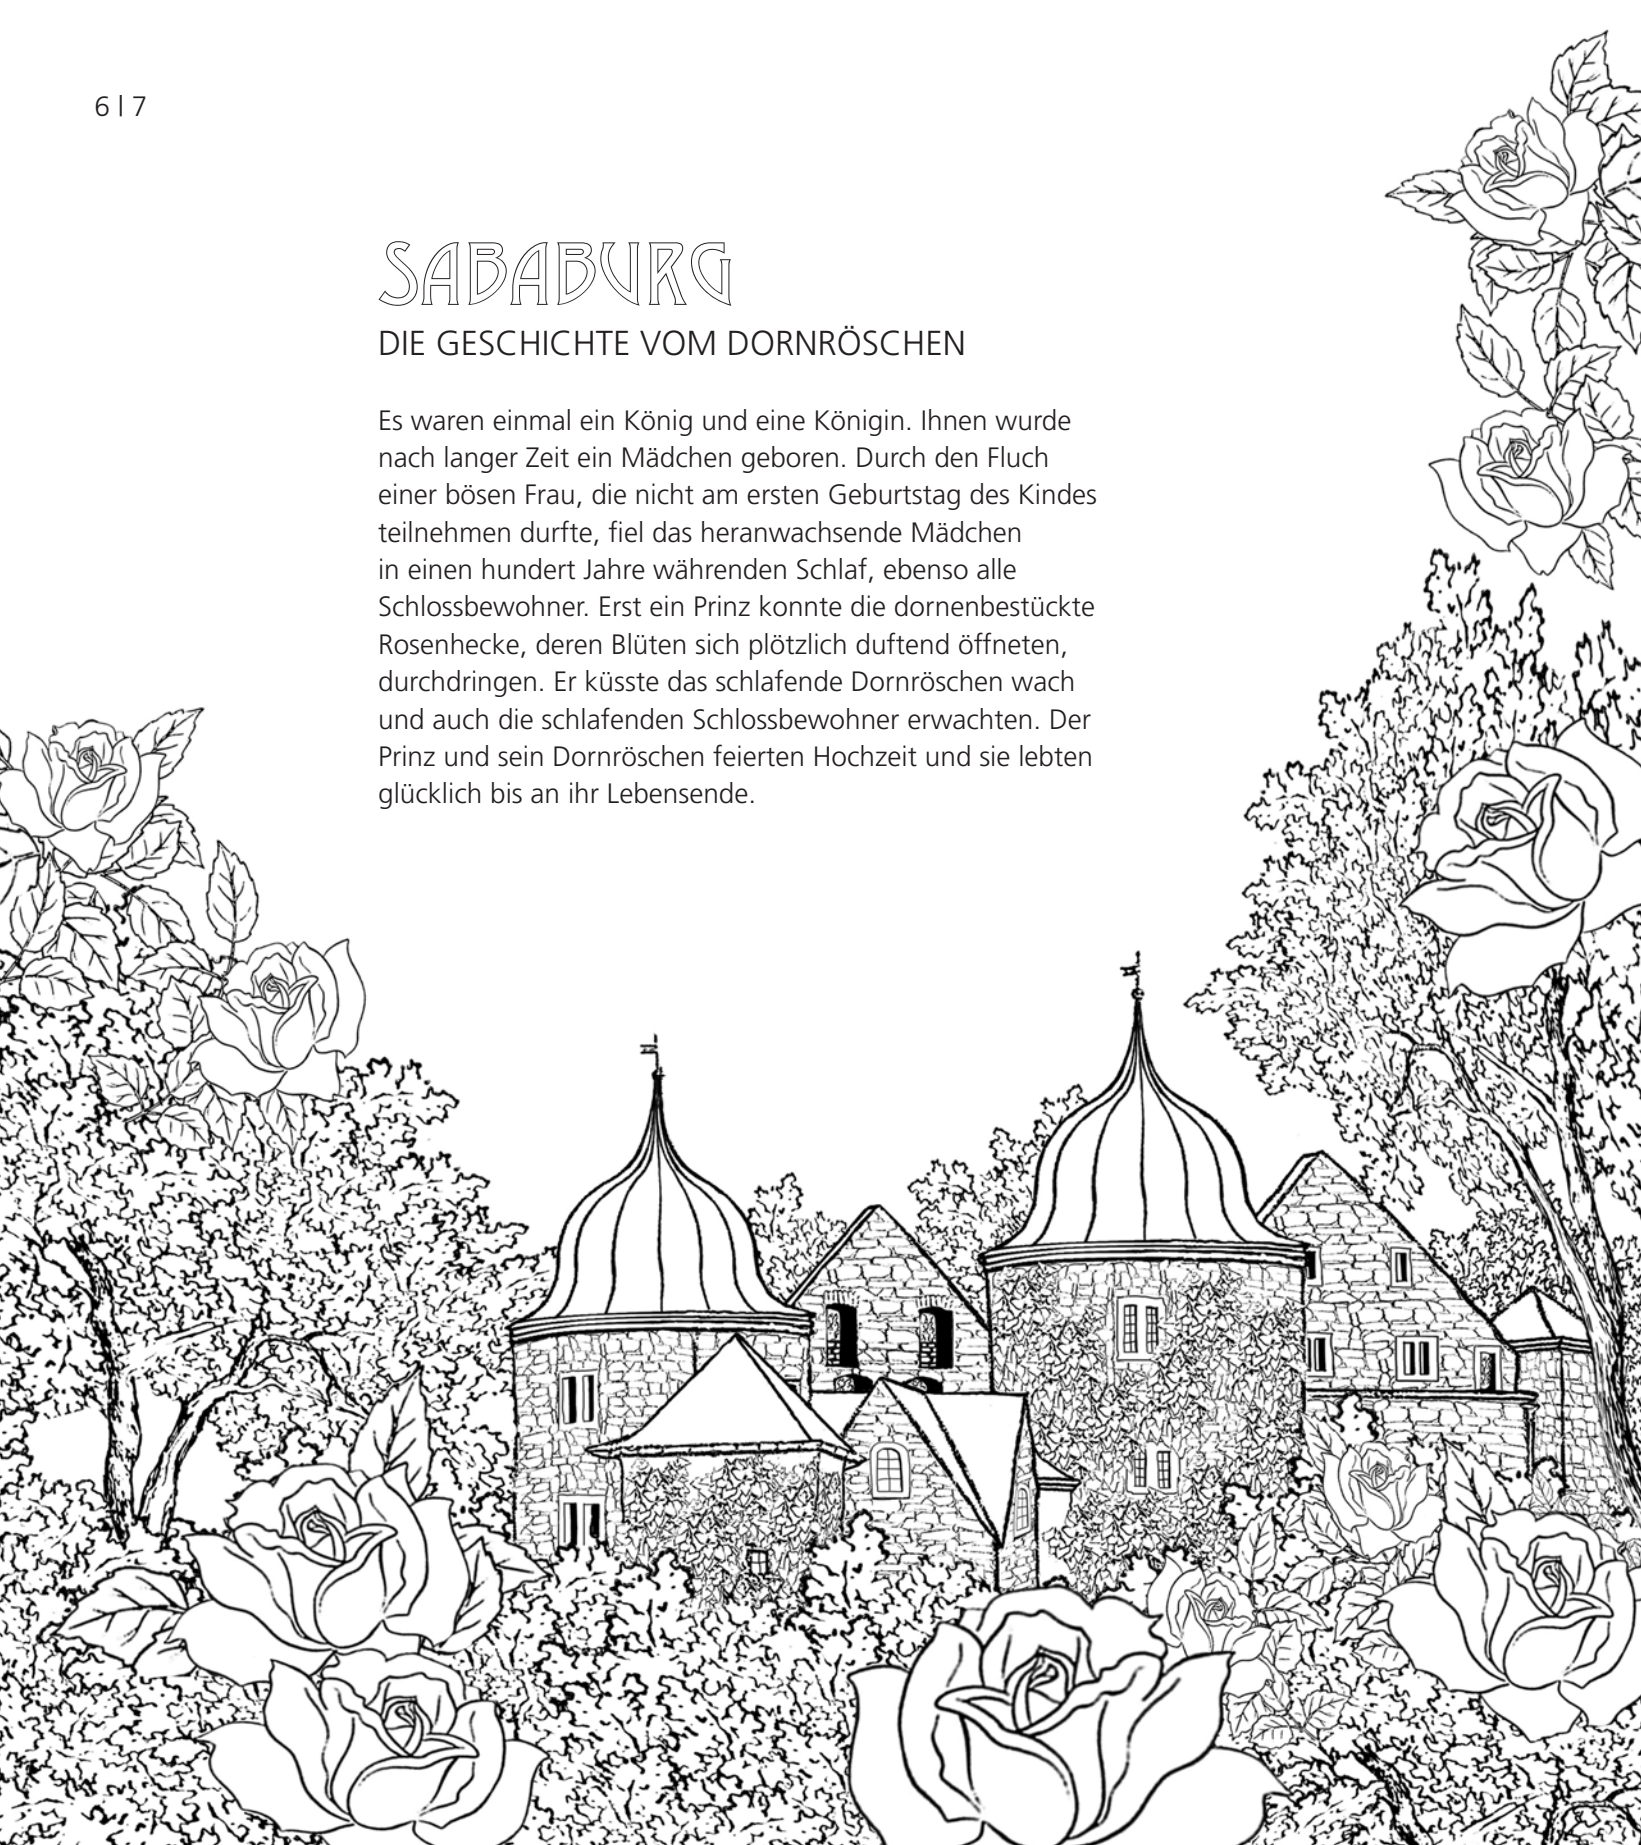 6 | 7
SABABURG
DIE GESCHICHTE VOM DORNRÖSCHEN
Es waren einmal ein König und eine Königin. Ihnen wurde
nach langer Zeit ein Mädchen geboren. Durch den Fluch
einer bösen Frau, die nicht am ersten Geburtstag des Kindes
teilnehmen durfte, fiel das heranwachsende Mädchen
in einen hundert Jahre währenden Schlaf, ebenso alle
Schlossbewohner. Erst ein Prinz konnte die dornenbestückte
Rosenhecke, deren Blüten sich plötzlich duftend öffneten,
durchdringen. Er küsste das schlafende Dornröschen wach
und auch die schlafenden Schlossbewohner erwachten. Der
Prinz und sein Dornröschen feierten Hochzeit und sie lebten
glücklich bis an ihr Lebensende.